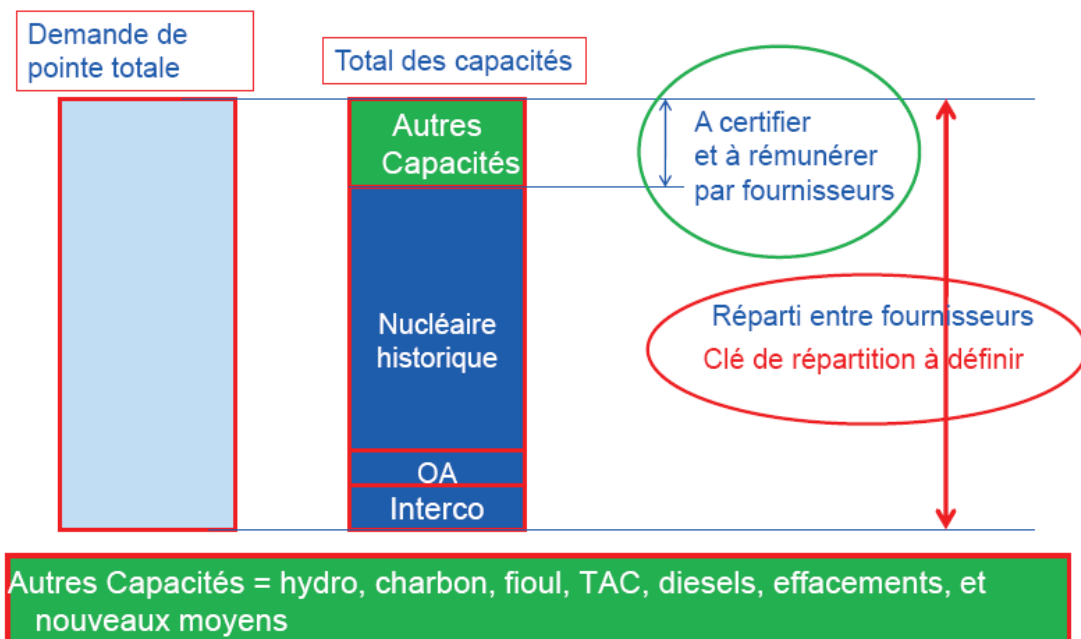 Demande de
pointe totale
Total des capacités
Autres
Capacités
A certifier
et à rémunérer
par fournisseurs
Nucléaire
historique
Réparti entre fournisseurs
Clé de répartition à définir
OA
Interco
Autres Capacités = hydro, charbon, fioul, TAC, diesels, effacements, et
nouveaux moyens